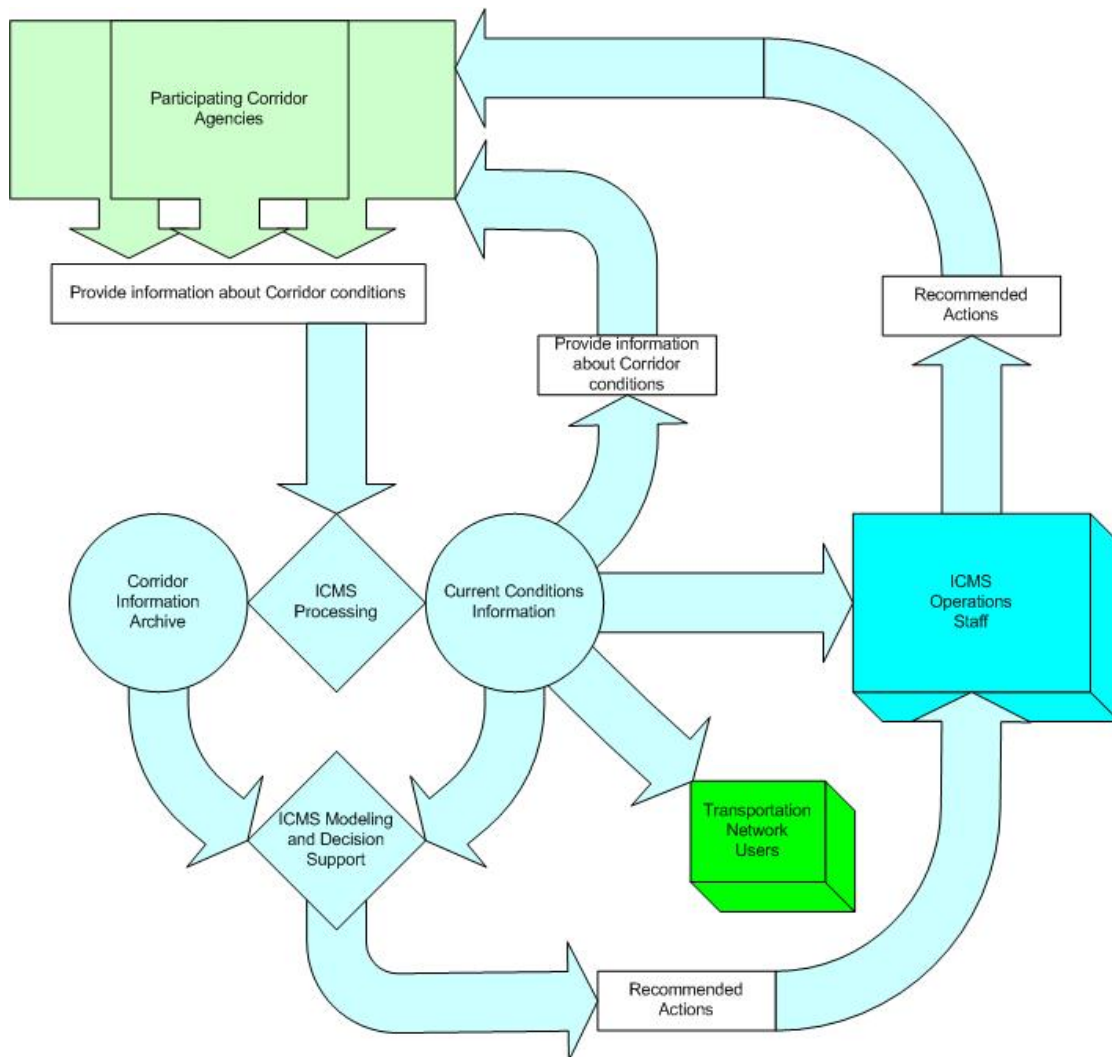 Participating Corridor
Agencies
Provide information about Corridor conditions
Recommended
Actions
Provide information
about Corridor
conditions
Corridor
Information
Archive
ICMS
Processing
Current Conditions
Information
ICMS
Operations
Staff
ICMS Modeling
and Decision
Support
Transportation
Network
Users
Recommended
Actions